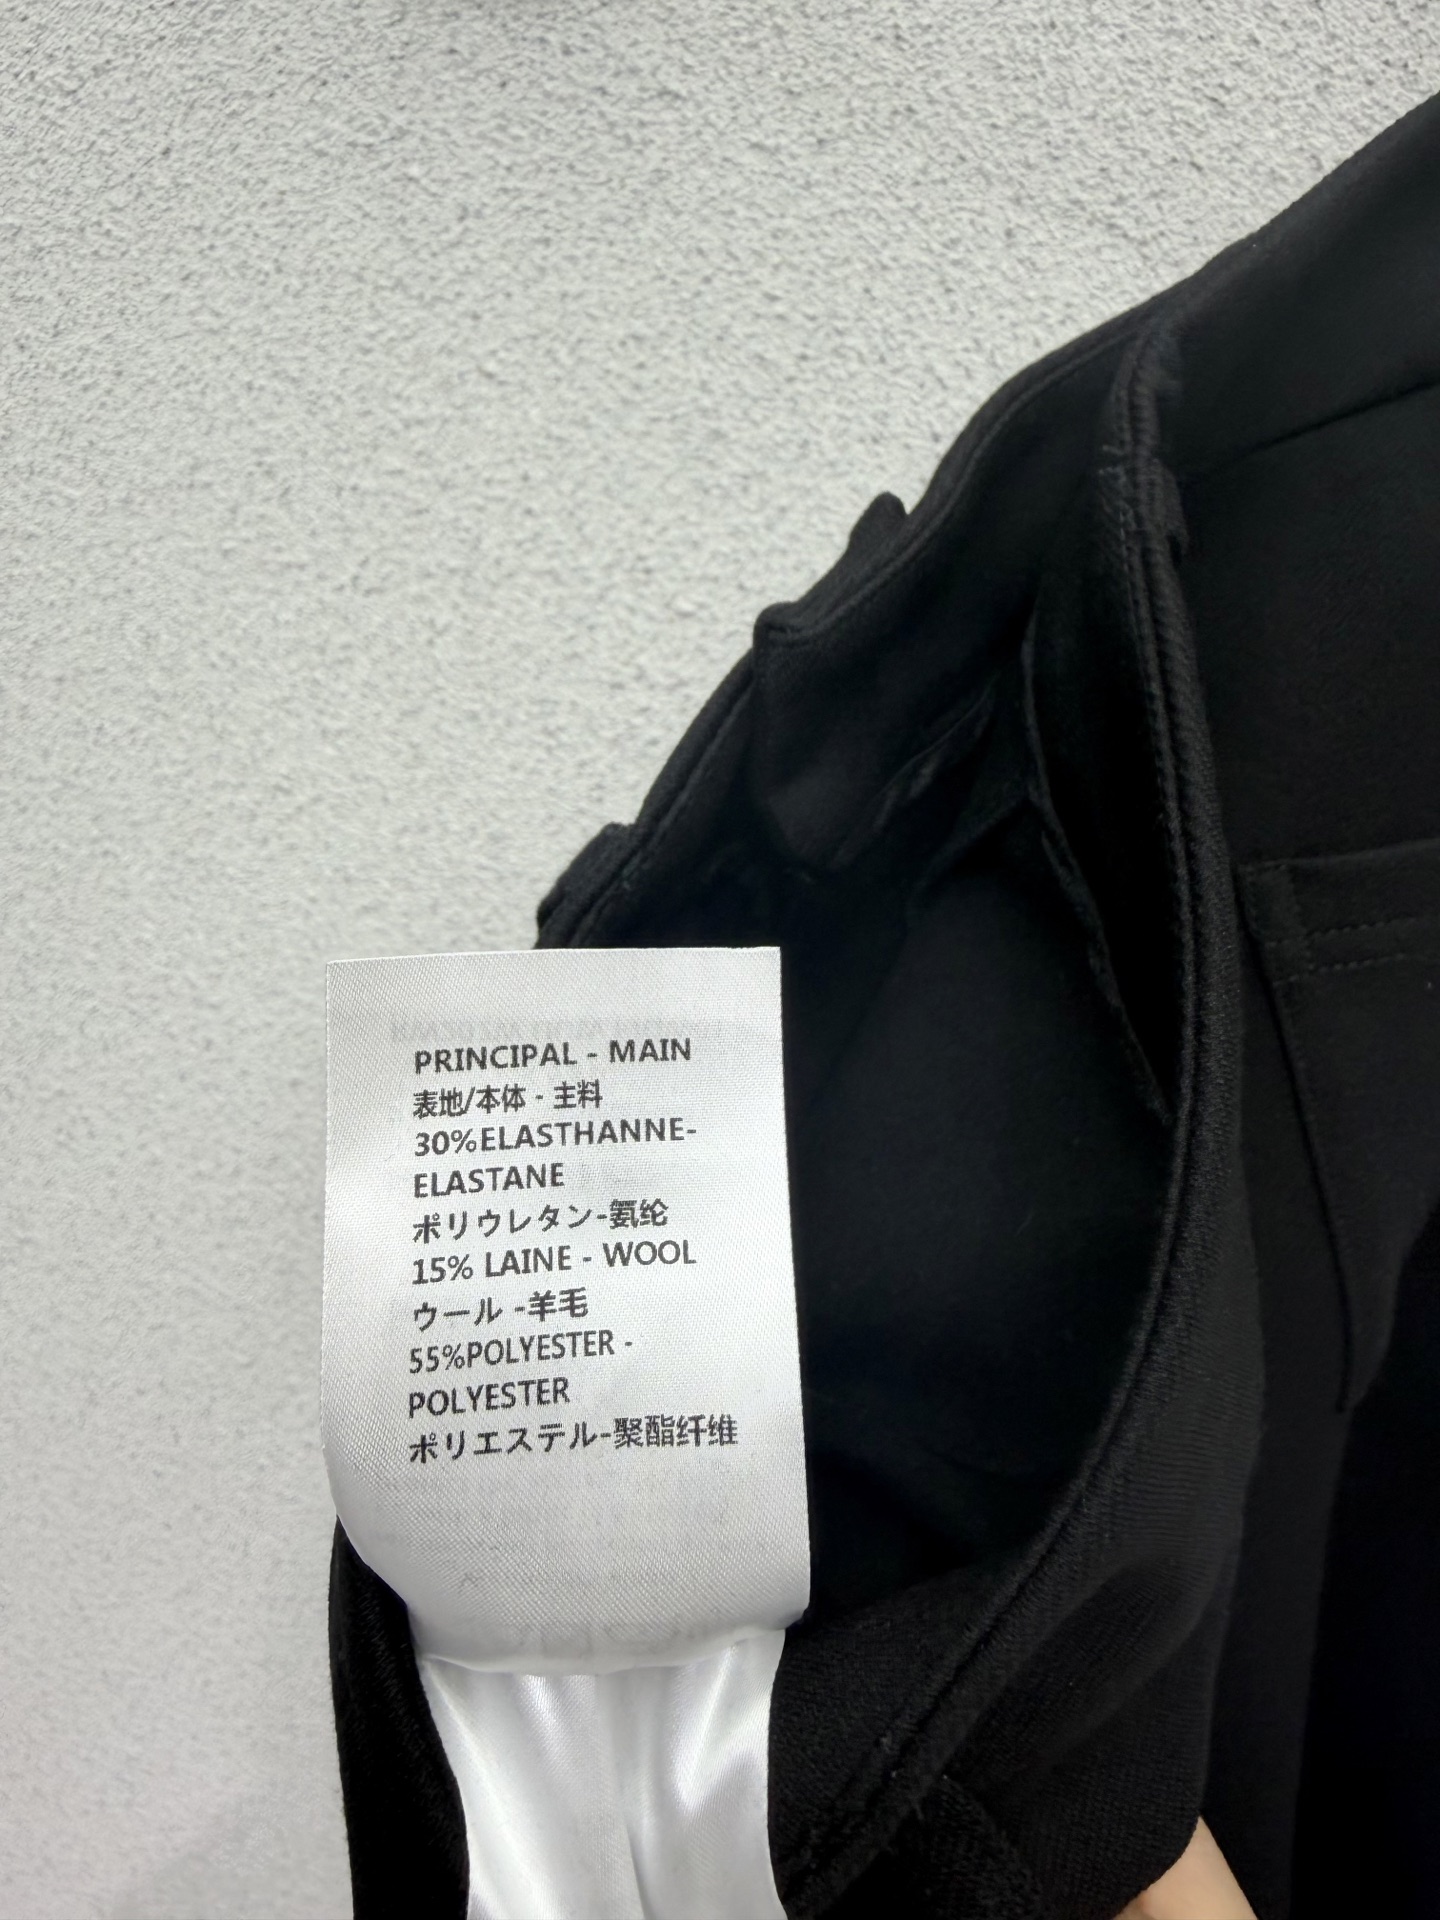 PRINCIPAL - MAIN
表地/本体 - 主料
30%ELASTHANNE-
ELASTANE
ポリウレタン-氨纶
15% LAINE - WOOL
ウール -羊毛
55%POLYESTER -
POLYESTER
ポリエステル-聚酯纤维